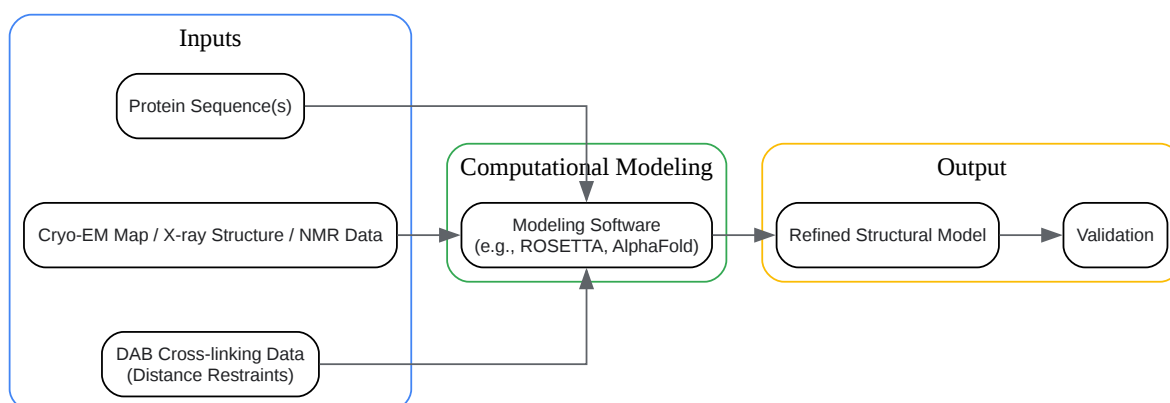 Inputs
Protein Sequence(s)
Cryo-EM Map / X-ray Structure / NMR Data
DAB Cross-linking Data
(Distance Restraints)
Computational Modeling
Modeling Software
(e.g., ROSETTA, AlphaFold)
Output
Refined Structural Model
Validation